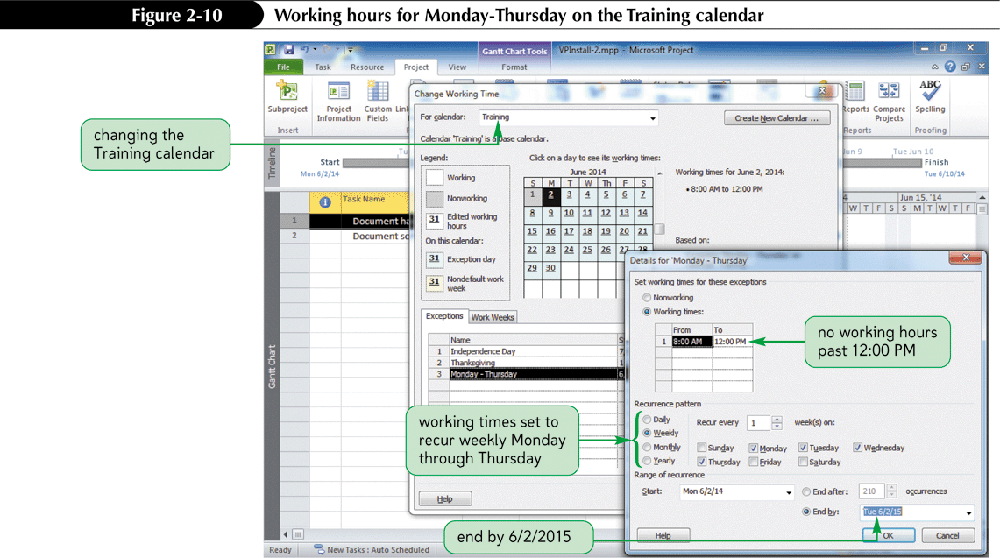 Figure 2-10 Working hours for Monday-Thursday on the Training calendar
Gantt Chart Tools VPInstall-2.mpp - Microsoft Project
File Task Resource Project View Format
Subproject
Project Information
Custom Fields
Reports
Compare Projects
ABC
Spelling
Insert
Reports
Proofing
Change Working Time
For calendar: Training
Create New Calendar ...
Calendar 'Training' is a base calendar.
changing the
Training calendar
Timeline
Start
Mon 6/2/14
Tue Jun 10
Finish
Tue 6/10/14
Legend:
Working
Nonworking
31 Edited working
hours
On this calendar:
31 Exception day
31 Nondefault work
week
Click on a day to see its working times:
June 2014
S M T W Th F S
1 2 3 4 5 6 7
8 9 10 11 12 13 14
15 16 17 18 19 20 21
22 23 24 25 26 27 28
29 30
Working times for June 2, 2014:
• 8:00 AM to 12:00 PM
Based on:
Task Name
1 Document ha
2 Document so
Jun 15, '14
W T F S S M T W T F
Gantt Chart
Exceptions Work Weeks
Name
1 Independence Day
2 Thanksgiving
3 Monday - Thursday
Help
Details for 'Monday - Thursday'
Set working times for these exceptions
Nonworking
Working times:
From To
1 8:00 AM 12:00 PM
no working hours
past 12:00 PM
Recurrence pattern
Daily
Weekly
Monthly
Yearly
Recur every 1 week(s) on:
Sunday Monday Tuesday Wednesday
Thursday Friday Saturday
working times set to
recur weekly Monday
through Thursday
Range of recurrence
Start: Mon 6/2/14
End after: 210 occurrences
End by: Tue 6/2/15
Help OK Cancel
end by 6/2/2015
Ready New Tasks : Auto Scheduled